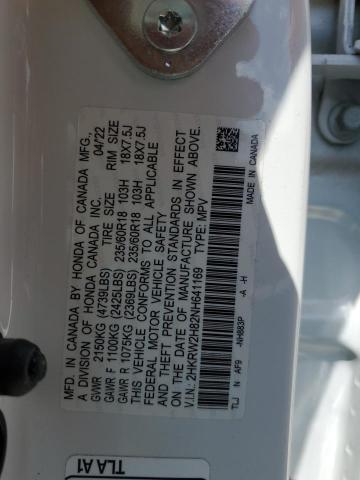 MFD. IN CANADA BY HONDA OF CANADA MFG.,
A DIVISION OF HONDA CANADA INC. 04/22
GVWR 2150KG (4739LBS) TIRE SIZE RIM SIZE
GAWR F 1100KG (2425LBS) 235/60R18 103H 18X7.5J
GAWR R 1075KG (2369LBS) 235/60R18 103H 18X7.5J
THIS VEHICLE CONFORMS TO ALL APPLICABLE
FEDERAL MOTOR VEHICLE SAFETY
AND THEFT PREVENTION STANDARDS IN EFFECT
ON THE DATE OF MANUFACTURE SHOWN ABOVE.
V.I.N.: 2HKRW2H82NH641169 TYPE: MPV
TLJ N AF9 -NH883P -A -H
MADE IN CANADA
TLA A1